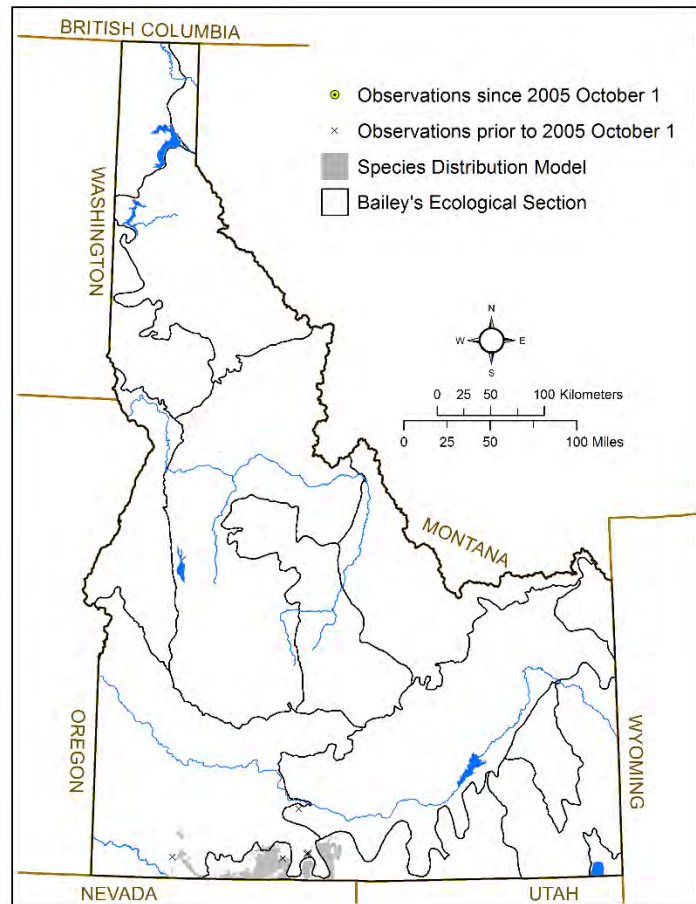 BRITISH COLUMBIA
Observations since 2005 October 1
Observations prior to 2005 October 1
Species Distribution Model
Bailey's Ecological Section
WASHINGTON
N
W E
S
0 25 50 100 Kilometers
0 25 50 100 Miles
MONTANA
OREGON
WYOMING
NEVADA
UTAH